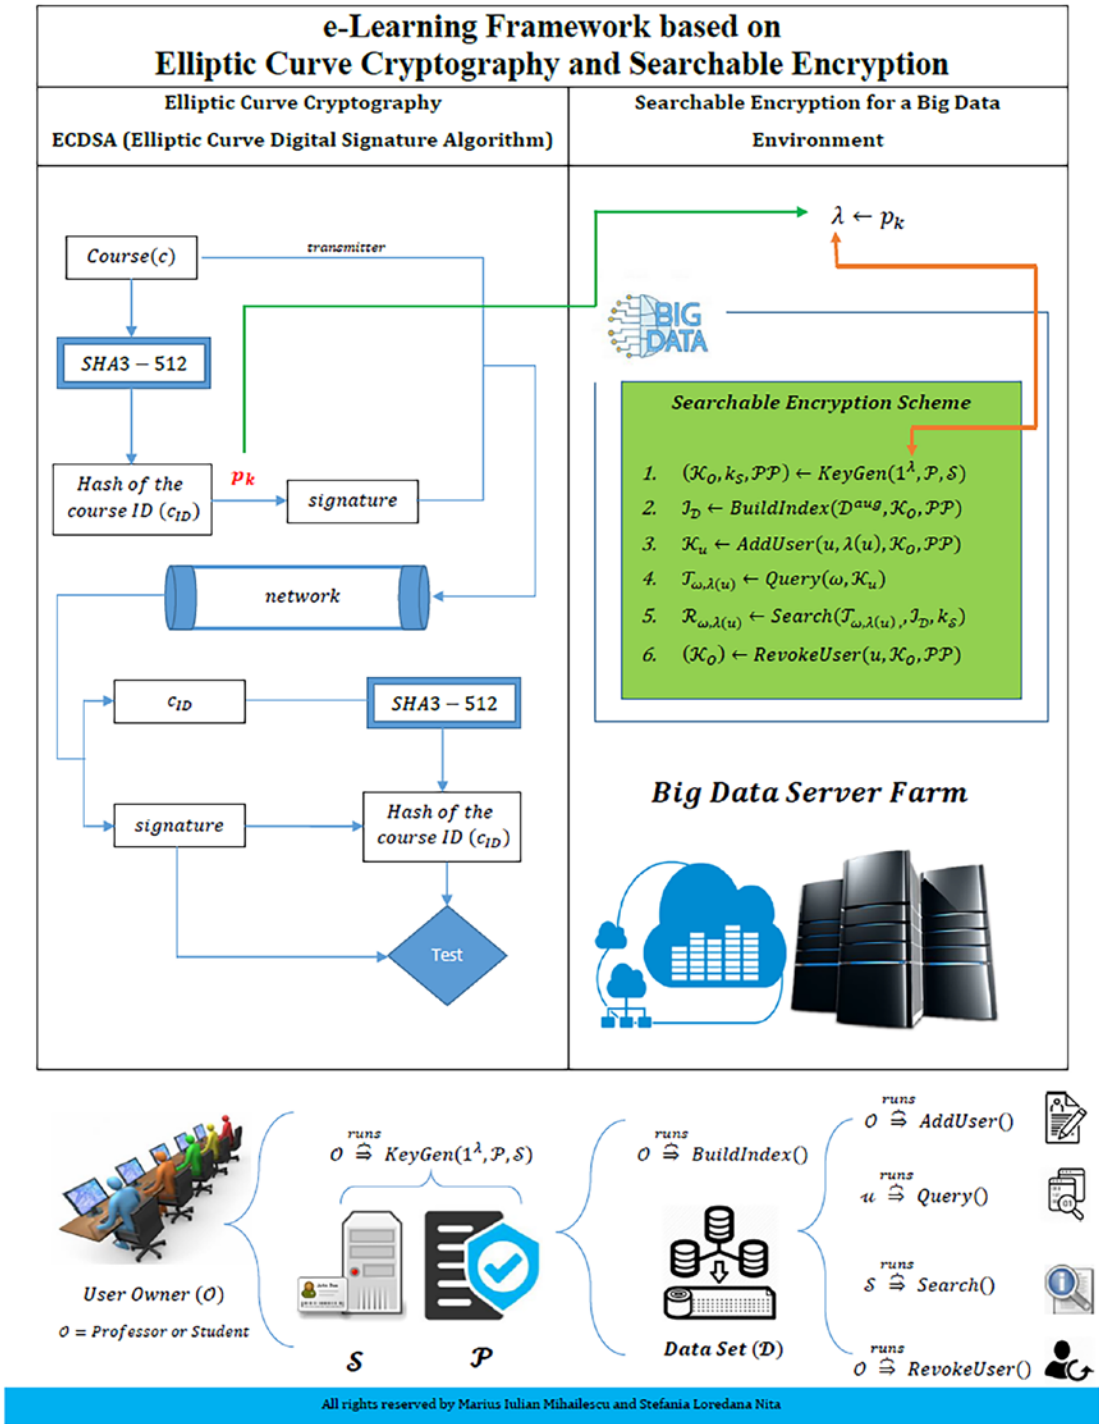 e-Learning Framework based on
Elliptic Curve Cryptography and Searchable Encryption
Elliptic Curve Cryptography
ECDSA (Elliptic Curve Digital Signature Algorithm)
Searchable Encryption for a Big Data
Environment
Course(c)
transmitter
SHA3 − 512
Hash of the
course ID (c_ID)
p_k
signature
network
c_ID
SHA3 − 512
signature
Hash of the
course ID (c_ID)
Test
λ ← p_k
BIG
DATA
Searchable Encryption Scheme
1. (𝒦_O, k_S, 𝒫𝒫) ← KeyGen(1^λ, 𝒫, 𝒮)
2. ℐ_𝒟 ← BuildIndex(𝒟^aug, 𝒦_O, 𝒫𝒫)
3. 𝒦_u ← AddUser(u, λ(u), 𝒦_O, 𝒫𝒫)
4. 𝒯_ω,λ(u) ← Query(ω, 𝒦_u)
5. ℛ_ω,λ(u) ← Search(𝒯_ω,λ(u), ℐ_𝒟, k_𝒮)
6. (𝒦_O) ← RevokeUser(u, 𝒦_O, 𝒫𝒫)
Big Data Server Farm
User Owner (𝒪)
𝒪 = Professor or Student
runs
𝒪 ⇒ KeyGen(1^λ, 𝒫, 𝒮)
𝒮
𝒫
runs
𝒪 ⇒ BuildIndex()
Data Set (𝒟)
runs
𝒪 ⇒ AddUser()
runs
𝓊 ⇒ Query()
01
runs
𝒮 ⇒ Search()
runs
𝒪 ⇒ RevokeUser()
All rights reserved by Marius Iulian Mihailescu and Stefania Loredana Nita